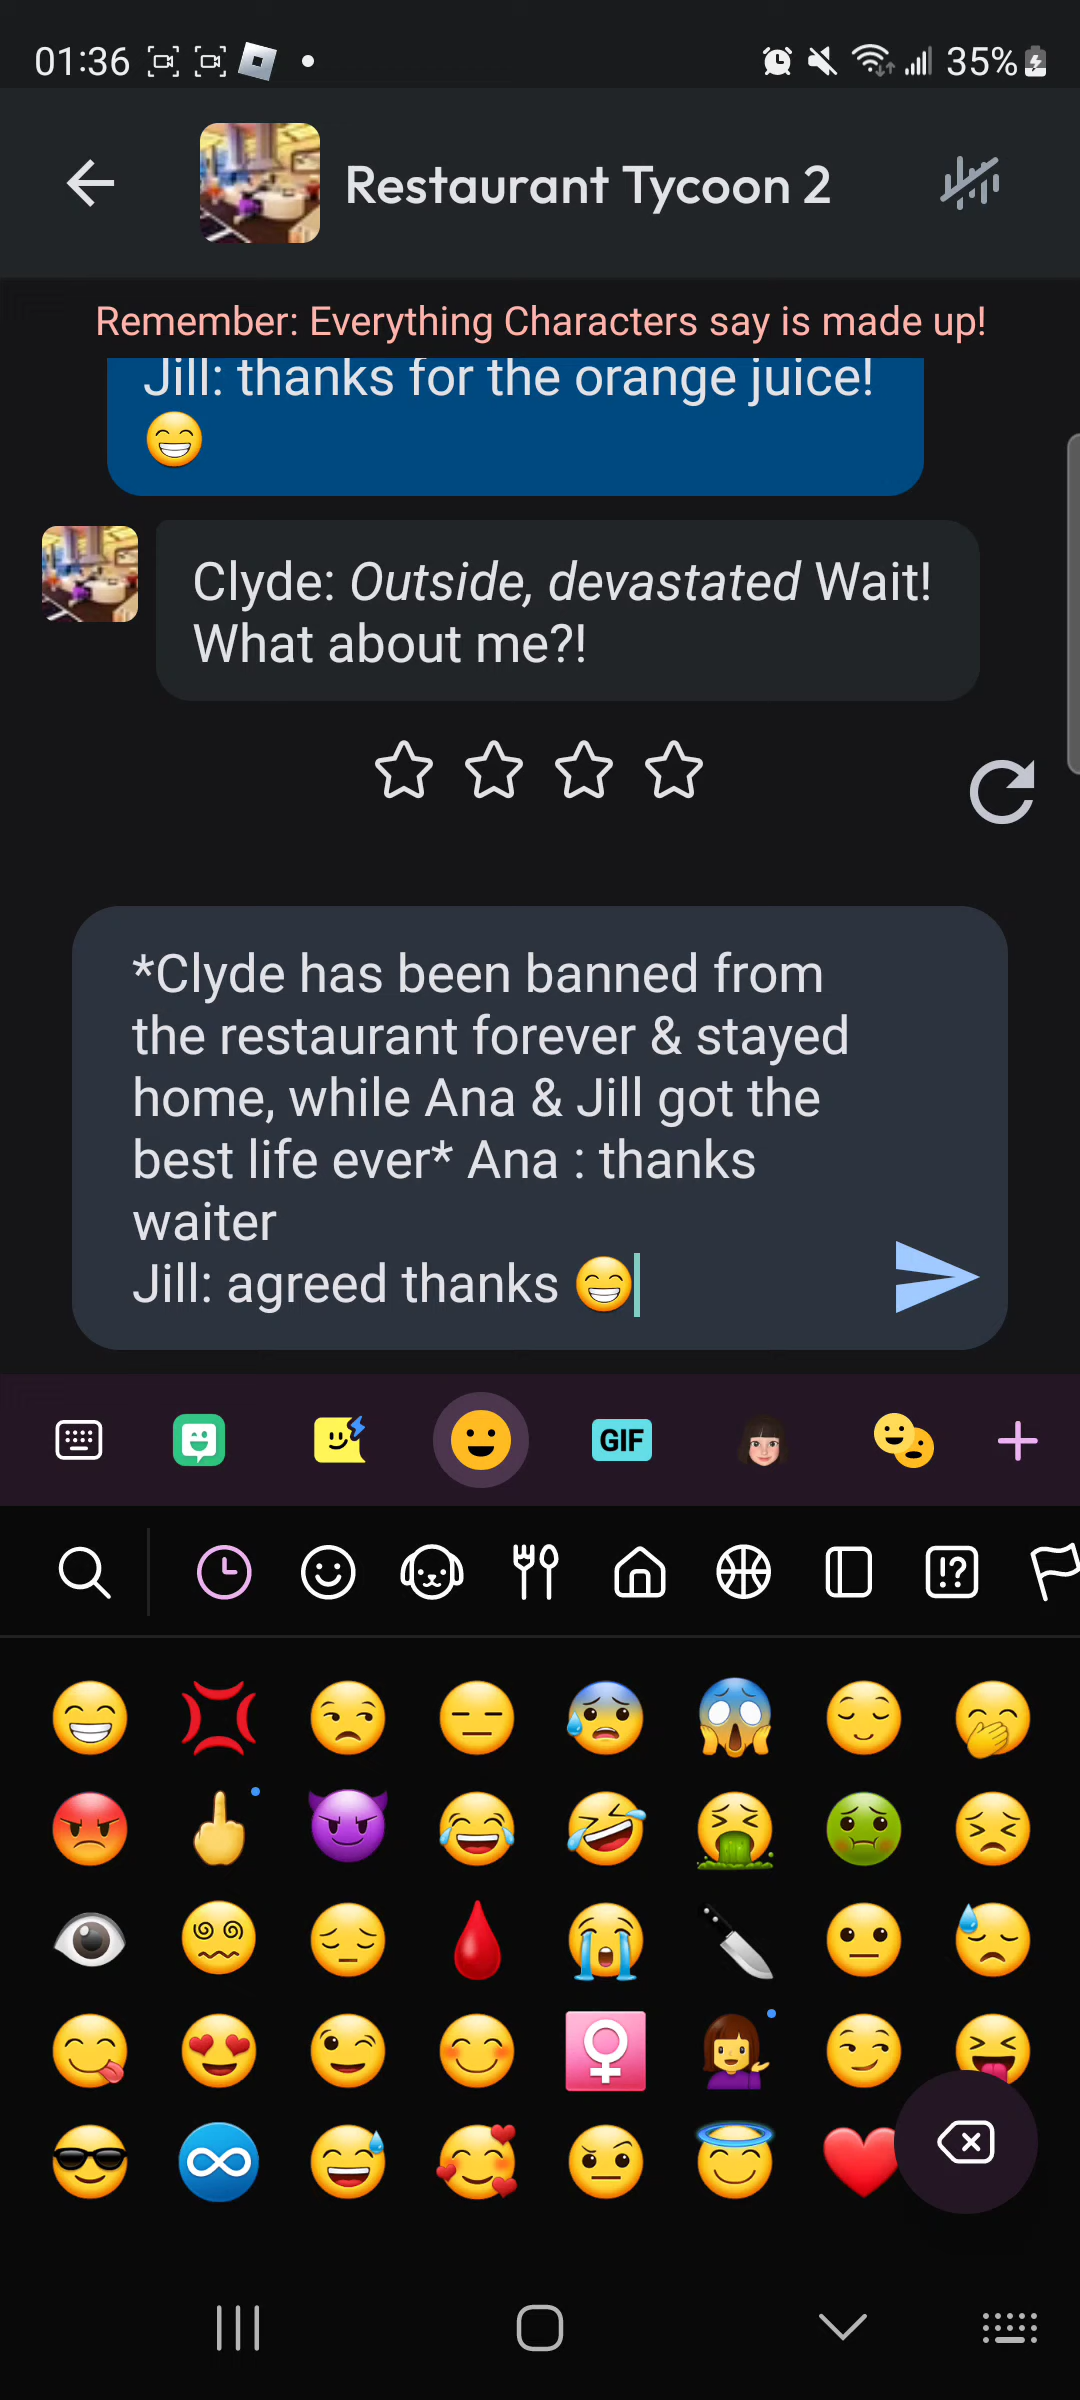 01:36
35%
Restaurant Tycoon 2
Remember: Everything Characters say is made up!
Jill: thanks for the orange juice!
😁
Clyde: Outside, devastated Wait!
What about me?!
*Clyde has been banned from
the restaurant forever & stayed
home, while Ana & Jill got the
best life ever* Ana : thanks
waiter
Jill: agreed thanks 😁
GIF
!?